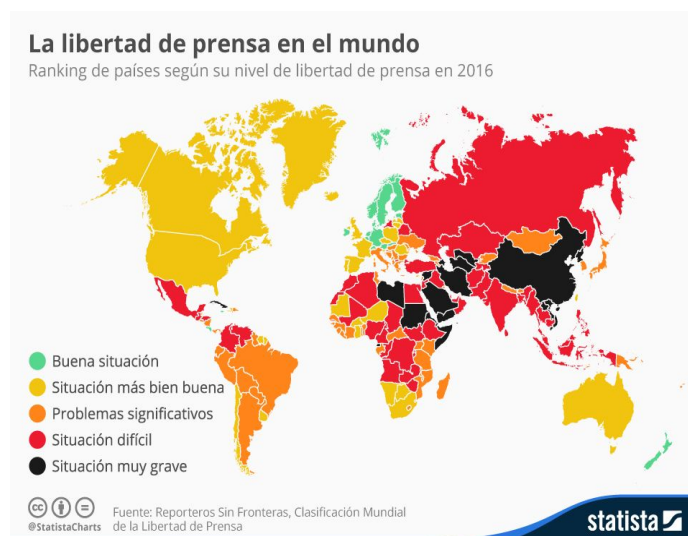 La libertad de prensa en el mundo
Ranking de países según su nivel de libertad de prensa en 2016
Buena situación
Situación más bien buena
Problemas significativos
Situación difícil
Situación muy grave
@StatistaCharts
Fuente: Reporteros Sin Fronteras, Clasificación Mundial
de la Libertad de Prensa
statista